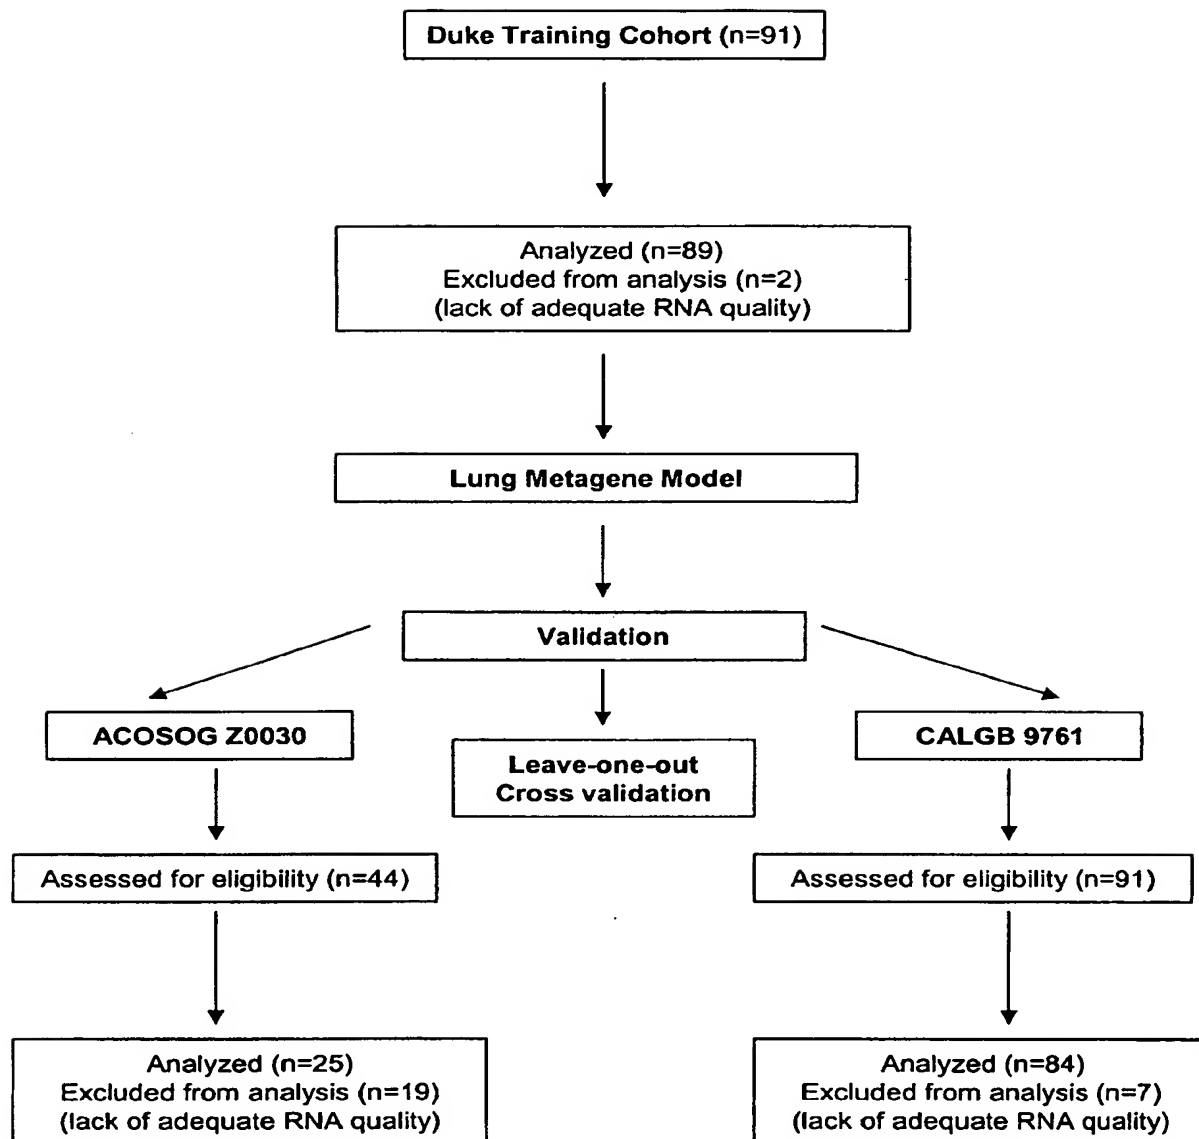 Duke Training Cohort (n=91)
Analyzed (n=89)
Excluded from analysis (n=2)
(lack of adequate RNA quality)
Lung Metagene Model
Validation
ACOSOG Z0030
Leave-one-out
Cross validation
CALGB 9761
Assessed for eligibility (n=44)
Assessed for eligibility (n=91)
Analyzed (n=25)
Excluded from analysis (n=19)
(lack of adequate RNA quality)
Analyzed (n=84)
Excluded from analysis (n=7)
(lack of adequate RNA quality)